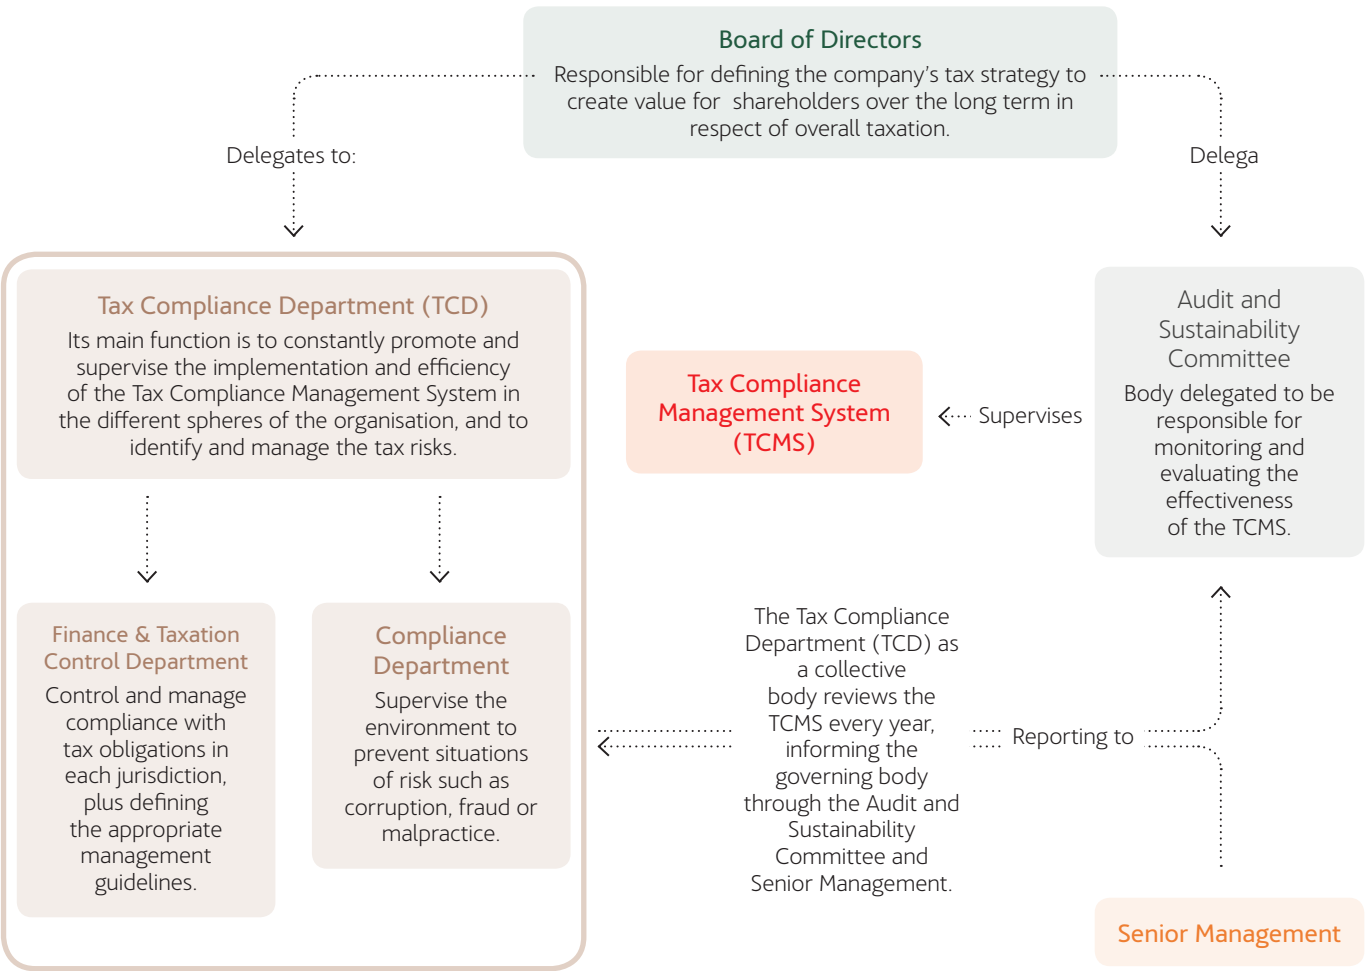 Board of Directors
Responsible for defining the company’s tax strategy to
create value for shareholders over the long term in
respect of overall taxation.
Delegates to:
Delega
Tax Compliance Department (TCD)
Its main function is to constantly promote and
supervise the implementation and efficiency
of the Tax Compliance Management System in
the different spheres of the organisation, and to
identify and manage the tax risks.
Tax Compliance
Management System
(TCMS)
Supervises
Audit and
Sustainability
Committee
Body delegated to be
responsible for
monitoring and
evaluating the
effectiveness
of the TCMS.
Finance & Taxation
Control Department
Control and manage
compliance with
tax obligations in
each jurisdiction,
plus defining
the appropriate
management
guidelines.
Compliance
Department
Supervise the
environment to
prevent situations
of risk such as
corruption, fraud or
malpractice.
The Tax Compliance
Department (TCD) as
a collective
body reviews the
TCMS every year,
informing the
governing body
through the Audit and
Sustainability
Committee and
Senior Management.
Reporting to
Senior Management